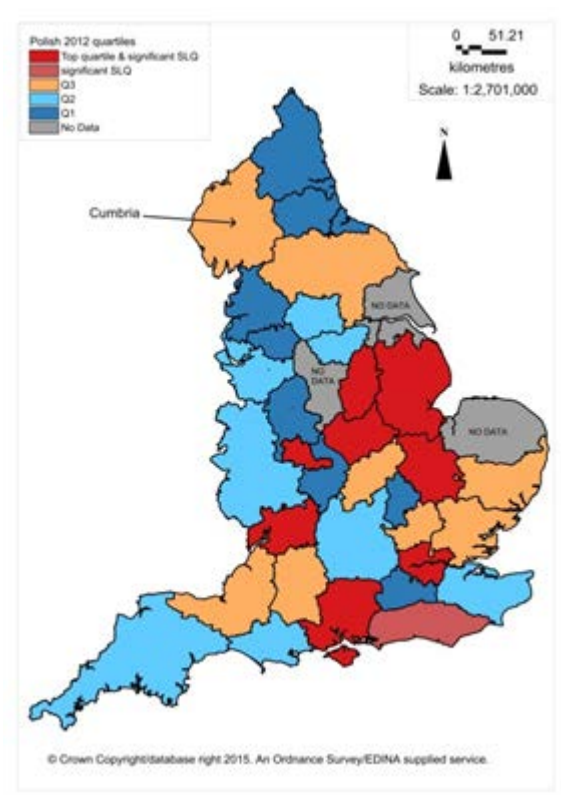 Polish 2012 quartiles
Top quartile & significant SLQ
significant SLQ
Q3
Q2
Q1
No Data
0 51.21
kilometres
Scale: 1:2,701,000
N
Cumbria
NO DATA
NO
DATA
NO DATA
© Crown Copyright/database right 2015. An Ordnance Survey/EDINA supplied service.